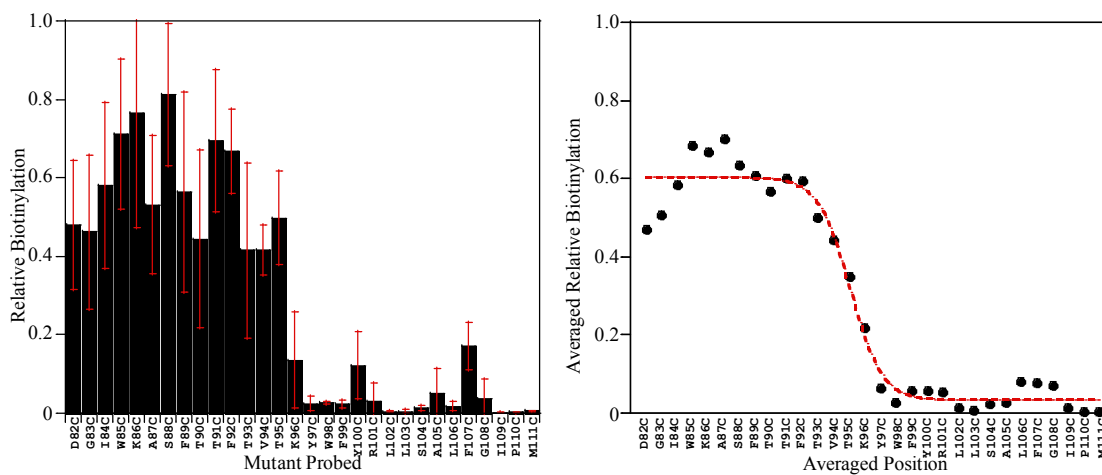 1.0
0.8
0.6
0.4
0.2
0
Relative Biotinylation
D82C
G83C
I84C
W85C
K86C
A87C
S88C
F89C
T90C
T91C
F92C
T93C
V94C
T95C
K96C
Y97C
W98C
F99C
Y100C
R101C
L102C
L103C
S104C
A105C
L106C
F107C
G108C
I109C
P110C
M111C
Mutant Probed
1.0
0.8
0.6
0.4
0.2
0
Averaged Relative Biotinylation
D82C
G83C
I84C
W85C
K86C
A87C
S88C
F89C
T90C
T91C
F92C
T93C
V94C
T95C
K96C
Y97C
W98C
F99C
Y100C
R101C
L102C
L103C
S104C
A105C
L106C
F107C
G108C
I109C
P110C
M111C
Averaged Position